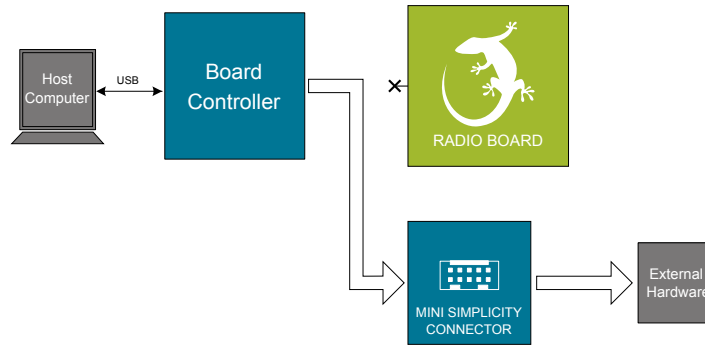 Host
Computer
USB
Board
Controller
RADIO BOARD
MINI SIMPLICITY
CONNECTOR
External
Hardware